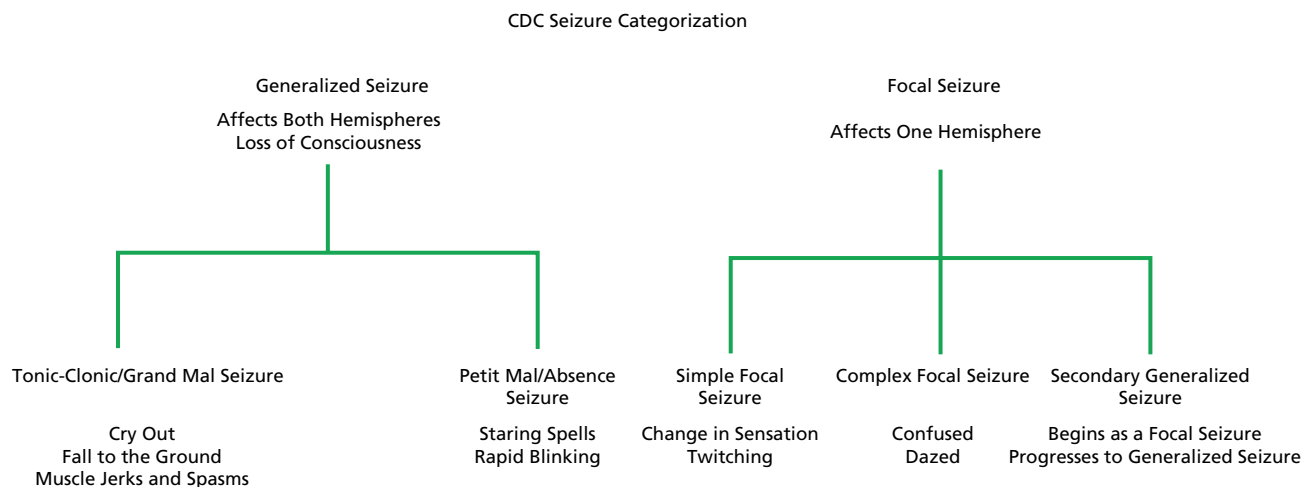 CDC Seizure Categorization
Generalized Seizure
Affects Both Hemispheres
Loss of Consciousness
Focal Seizure
Affects One Hemisphere
Tonic-Clonic/Grand Mal Seizure
Cry Out
Fall to the Ground
Muscle Jerks and Spasms
Petit Mal/Absence
Seizure
Staring Spells
Rapid Blinking
Simple Focal
Seizure
Change in Sensation
Twitching
Complex Focal Seizure
Confused
Dazed
Secondary Generalized
Seizure
Begins as a Focal Seizure
Progresses to Generalized Seizure